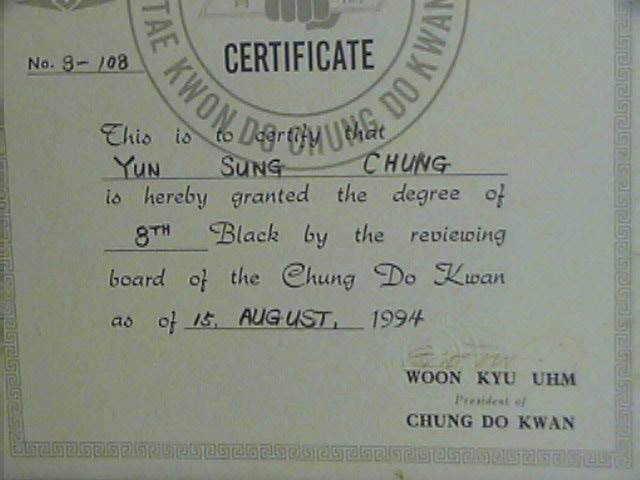 TAE KWON DO CHUNG DO KWAN
CERTIFICATE
No. 8-108
This is to certify that
YUN SUNG CHUNG
is hereby granted the degree of
8TH Black by the reviewing
board of the Chung Do Kwan
as of 15. AUGUST, 1994
WOON KYU UHM
President of
CHUNG DO KWAN